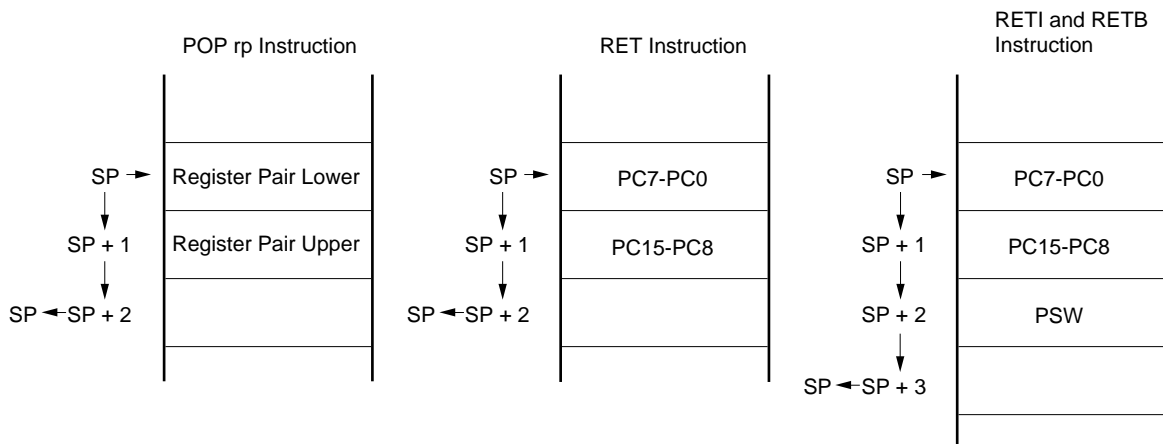 POP rp Instruction
RET Instruction
RETI and RETB
Instruction
SP
Register Pair Lower
SP + 1
Register Pair Upper
SP
SP + 2
SP
PC7-PC0
SP + 1
PC15-PC8
SP
SP + 2
SP
PC7-PC0
SP + 1
PC15-PC8
SP + 2
PSW
SP
SP + 3